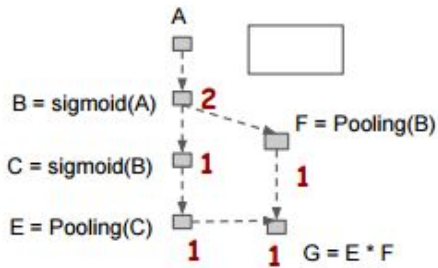 A
B = sigmoid(A)
2
F = Pooling(B)
C = sigmoid(B)
1
1
E = Pooling(C)
1
1
G = E * F